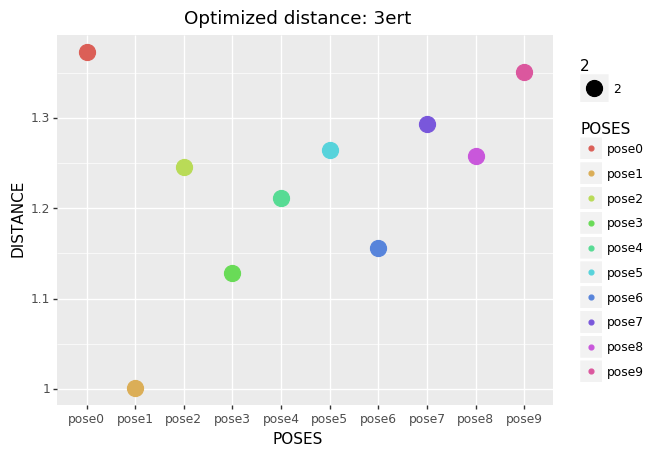 Optimized distance: 3ert
DISTANCE
1.3
1.2
1.1
1
pose0 pose1 pose2 pose3 pose4 pose5 pose6 pose7 pose8 pose9
POSES
2
2
POSES
pose0
pose1
pose2
pose3
pose4
pose5
pose6
pose7
pose8
pose9